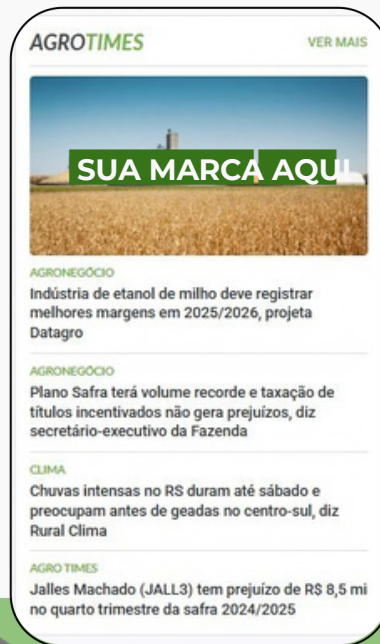 AGROTIMES
VER MAIS
SUA MARCA AQUI
AGRONEGÓCIO
Indústria de etanol de milho deve registrar
melhores margens em 2025/2026, projeta
Datagro
AGRONEGÓCIO
Plano Safra terá volume recorde e taxação de
títulos incentivados não gera prejuízos, diz
secretário-executivo da Fazenda
CLIMA
Chuvas intensas no RS duram até sábado e
preocupam antes de geadas no centro-sul, diz
Rural Clima
AGRO TIMES
Jalles Machado (JALL3) tem prejuízo de R$ 8,5 mi
no quarto trimestre da safra 2024/2025